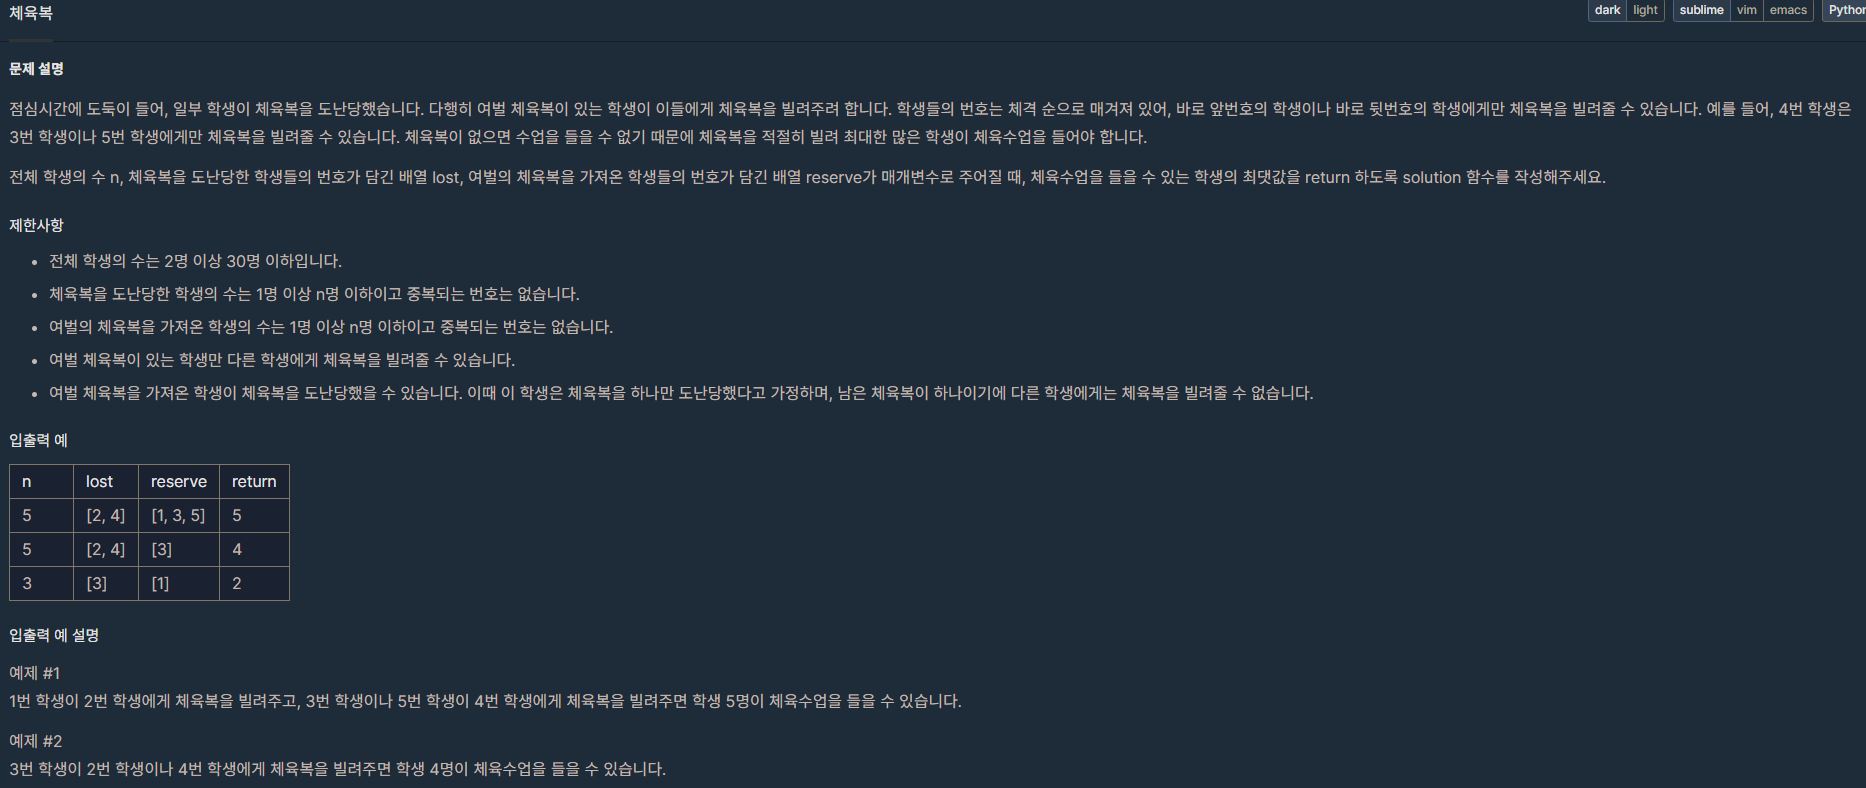 체육복
dark light sublime vim emacs
문제 설명
점심시간에 도둑이 들어, 일부 학생이 체육복을 도난당했습니다. 다행히 여벌 체육복이 있는 학생이 이들에게 체육복을 빌려주려 합니다. 학생들의 번호는 체격 순으로 매겨져 있어, 바로 앞번호의 학생이나 바로 뒷번호의 학생에게만 체육복을 빌려줄 수 있습니다. 예를 들어, 4번 학생은
3번 학생이나 5번 학생에게만 체육복을 빌려줄 수 있습니다. 체육복이 없으면 수업을 들을 수 없기 때문에 체육복을 적절히 빌려 최대한 많은 학생이 체육수업을 들어야 합니다.
전체 학생의 수 n, 체육복을 도난당한 학생들의 번호가 담긴 배열 lost, 여벌의 체육복을 가져온 학생들의 번호가 담긴 배열 reserve가 매개변수로 주어질 때, 체육수업을 들을 수 있는 학생의 최댓값을 return 하도록 solution 함수를 작성해주세요.
제한사항
• 전체 학생의 수는 2명 이상 30명 이하입니다.
• 체육복을 도난당한 학생의 수는 1명 이상 n명 이하이고 중복되는 번호는 없습니다.
• 여벌의 체육복을 가져온 학생의 수는 1명 이상 n명 이하이고 중복되는 번호는 없습니다.
• 여벌 체육복이 있는 학생만 다른 학생에게 체육복을 빌려줄 수 있습니다.
• 여벌 체육복을 가져온 학생이 체육복을 도난당했을 수 있습니다. 이때 이 학생은 체육복을 하나만 도난당했다고 가정하며, 남은 체육복이 하나이기에 다른 학생에게는 체육복을 빌려줄 수 없습니다.
입출력 예
n lost reserve return
5 [2, 4] [1, 3, 5] 5
5 [2, 4] [3] 4
3 [3] [1] 2
입출력 예 설명
예제 #1
1번 학생이 2번 학생에게 체육복을 빌려주고, 3번 학생이나 5번 학생이 4번 학생에게 체육복을 빌려주면 학생 5명이 체육수업을 들을 수 있습니다.
예제 #2
3번 학생이 2번 학생이나 4번 학생에게 체육복을 빌려주면 학생 4명이 체육수업을 들을 수 있습니다.